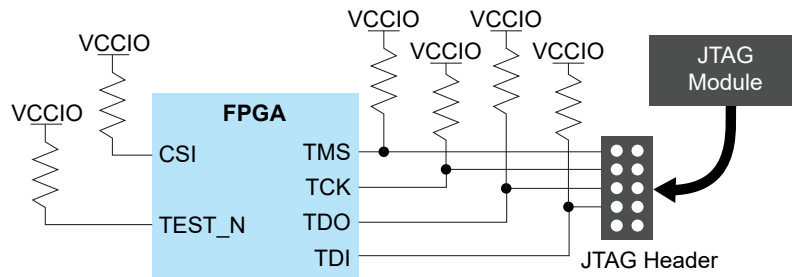 VCCIO
VCCIO
VCCIO
VCCIO
VCCIO
VCCIO
JTAG
Module
FPGA
CSI
TEST_N
TMS
TCK
TDO
TDI
JTAG Header